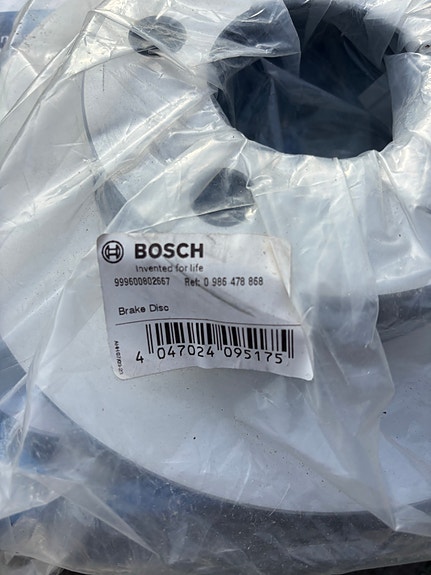 BOSCH
Invented for life
999600802667 Ref: 0 986 478 868
Brake Disc
4 047024 095175